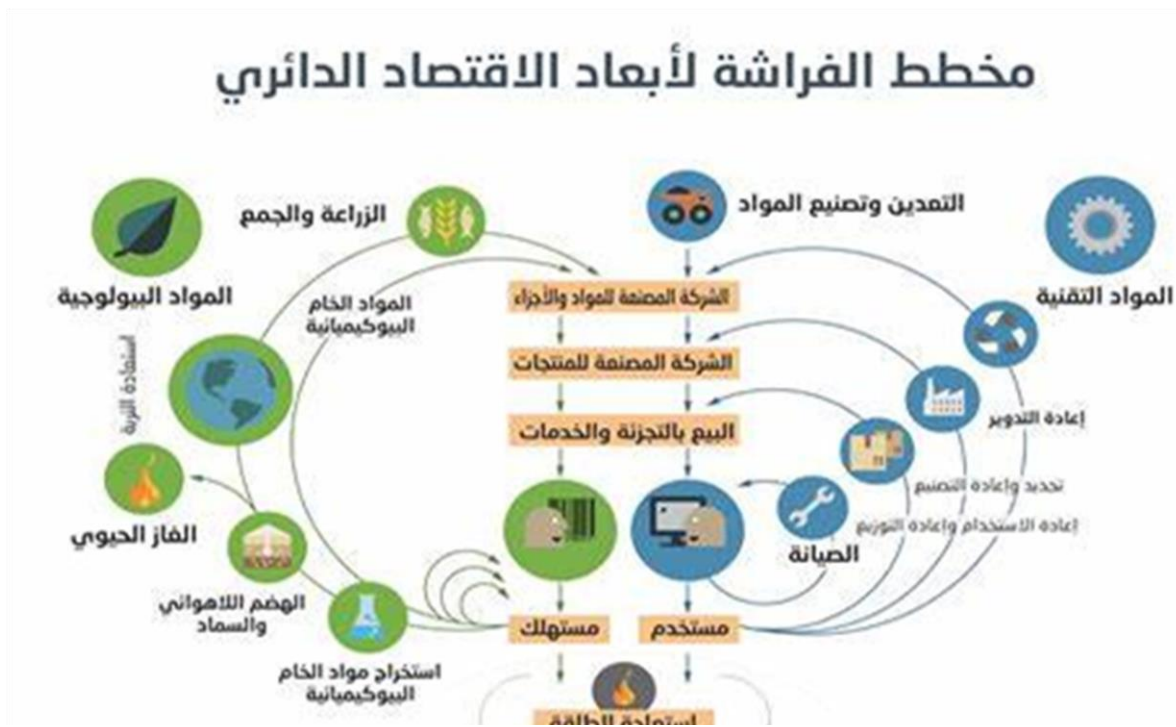 مخطط الفراشة لأبعاد الاقتصاد الدائري
التعدين وتصنيع المواد
الزراعة والجمع
المواد التقنية
المواد البيولوجية
الشركة المصنعة للمواد والأجزاء
المواد الخام
البيوكيميائية
استعادة التربة
الشركة المصنعة للمنتجات
إعادة التدوير
البيع بالتجزئة والخدمات
تجديد وإعادة التصنيع
إعادة الاستخدام وإعادة التوزيع
الصيانة
الغاز الحيوي
الهضم اللاهوائي
والسماد
مستخدم
مستهلك
استخراج مواد الخام
البيوكيميائية
استعادة الطاقة